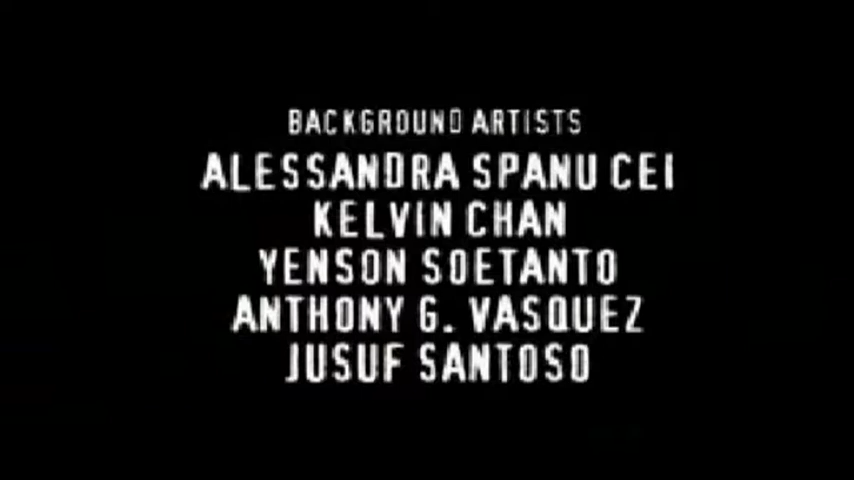 BACKGROUND ARTISTS
ALESSANDRA SPANU CEI
KELVIN CHAN
YENSON SOETANTO
ANTHONY G. VASQUEZ
JUSUF SANTOSO